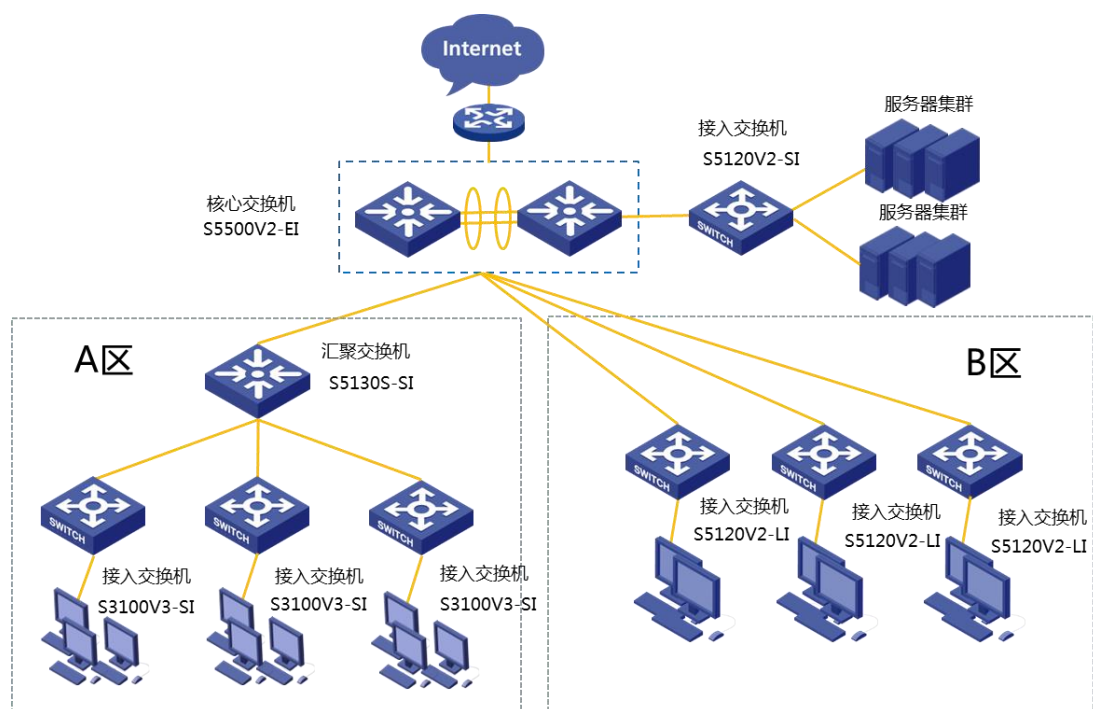 Internet
服务器集群
接入交换机
S5120V2-SI
核心交换机
S5500V2-EI
SWITCH
服务器集群
A区
汇聚交换机
S5130S-SI
B区
SWITCH
SWITCH
SWITCH
SWITCH
SWITCH
SWITCH
接入交换机
S5120V2-LI
接入交换机
S5120V2-LI
接入交换机
S5120V2-LI
接入交换机
S3100V3-SI
接入交换机
S3100V3-SI
接入交换机
S3100V3-SI